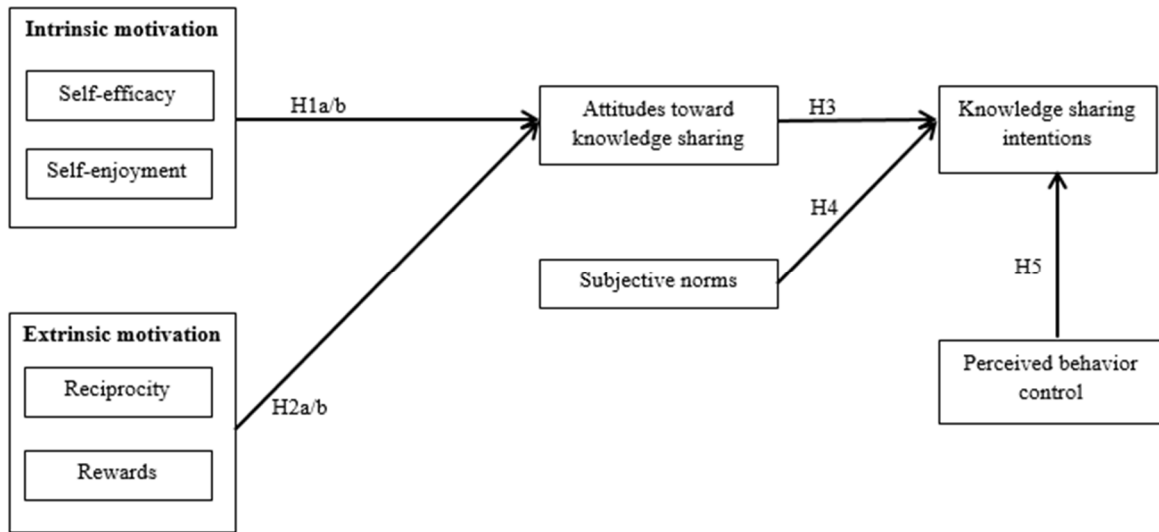 Intrinsic motivation
Self-efficacy
Self-enjoyment
H1a/b
Attitudes toward
knowledge sharing
H3
Knowledge sharing
intentions
H4
Subjective norms
H5
Extrinsic motivation
Reciprocity
Rewards
H2a/b
Perceived behavior
control